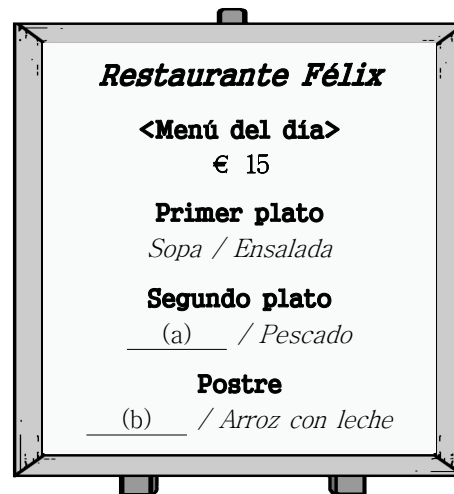 Restaurante Félix
<Menú del día>
€ 15
Primer plato
Sopa / Ensalada
Segundo plato
(a) / Pescado
Postre
(b) / Arroz con leche